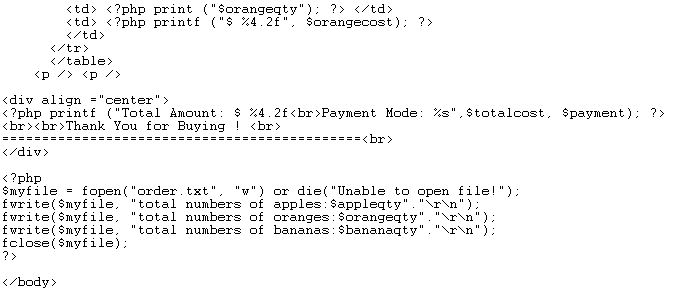 <td> <?php print ("$orangeqty"); ?> </td>
<td> <?php printf ("$ %4.2f", $orangecost); ?>
</td>
</tr>
</table>
<p /> <p />
<div align ="center">
<?php printf ("Total Amount: $ %4.2f<br>Payment Mode: %s",$totalcost, $payment); ?>
<br><br>Thank You for Buying ! <br>
=============================================<br>
</div>
<?php
$myfile = fopen("order.txt", "w") or die("Unable to open file!");
fwrite($myfile, "total numbers of apples:$appleqty"."\r\n");
fwrite($myfile, "total numbers of oranges:$orangeqty"."\r\n");
fwrite($myfile, "total numbers of bananas:$bananaqty"."\r\n");
fclose($myfile);
?>
</body>